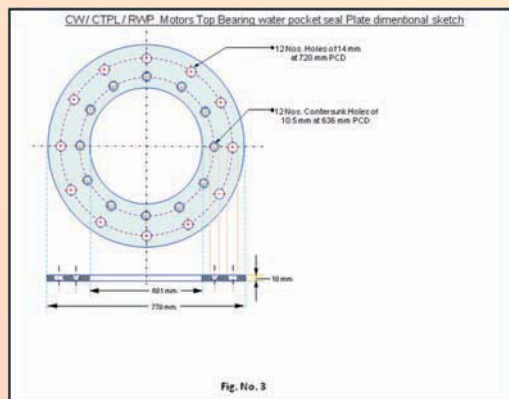 CW/ CTPL / RWP Motors Top Bearing water pocket seal Plate dimentional sketch
12 Nos. Holes of 14 mm
at 720 mm PCD
12 Nos. Contersunk Holes of
10.5 mm at 636 mm PCD
10 mm
601 mm
770 mm
Fig. No. 3